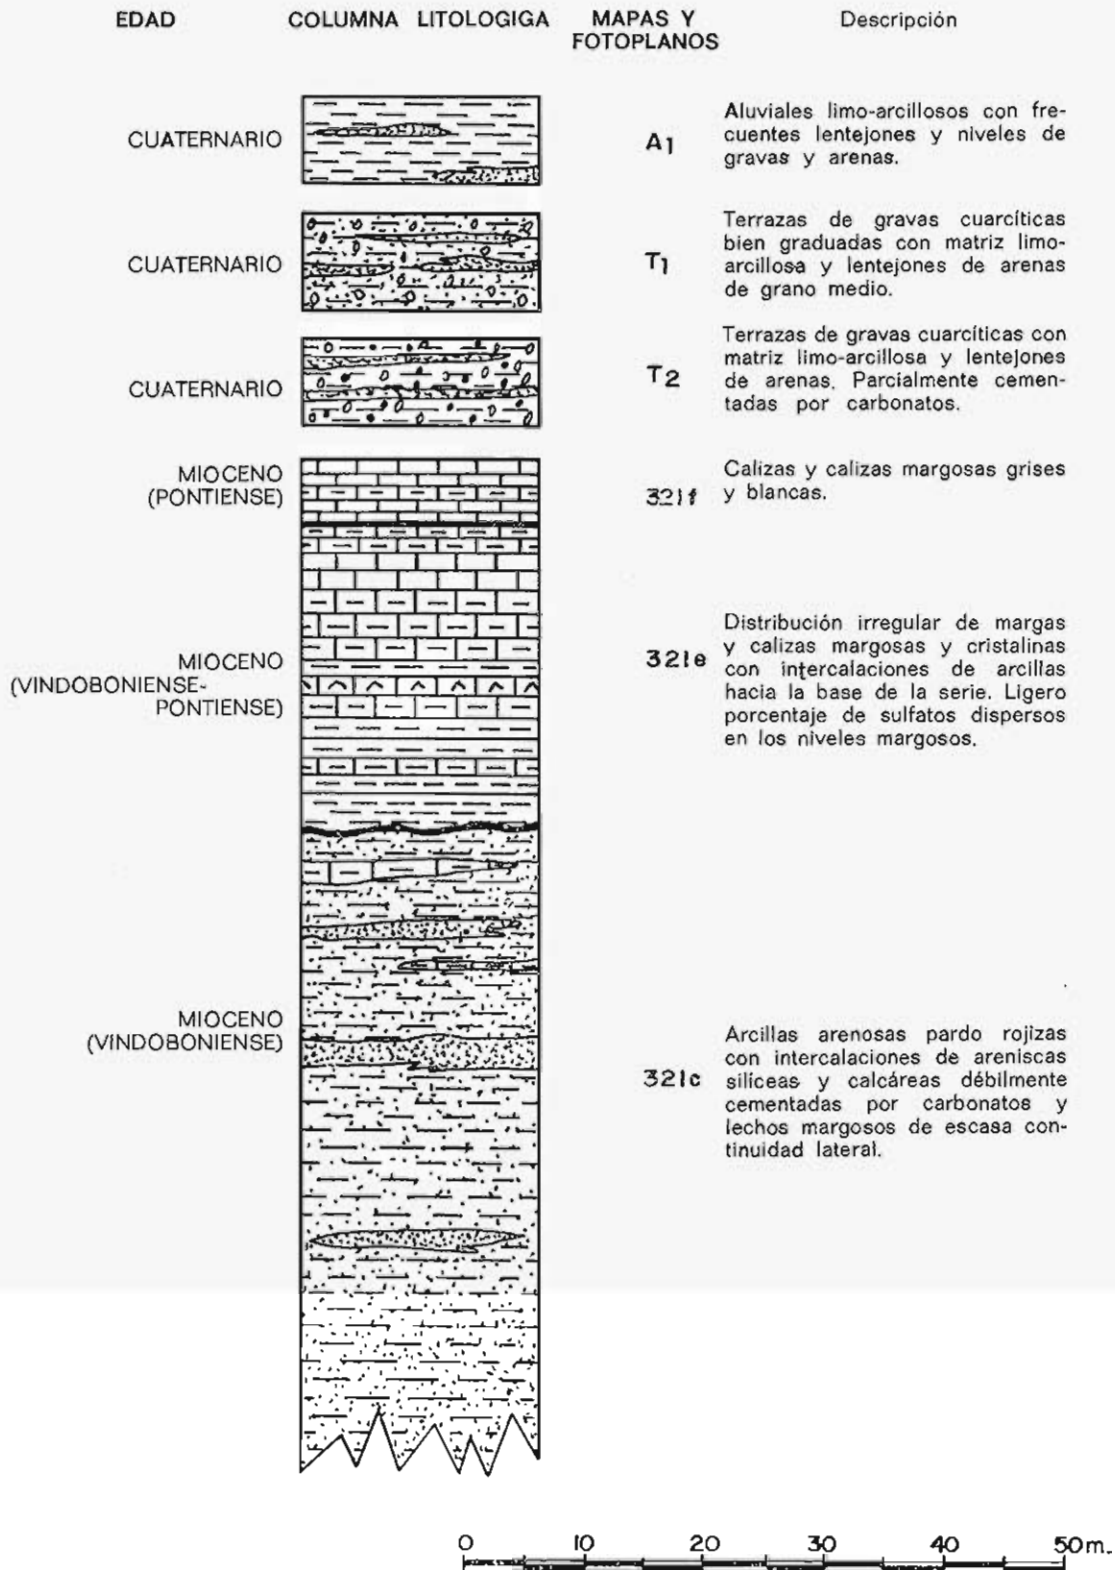 EDAD
COLUMNA LITOLOGIGA
MAPAS Y
FOTOPLANOS
Descripción
CUATERNARIO
A1
Aluviales limo-arcillosos con fre-
cuentes lentejones y niveles de
gravas y arenas.
CUATERNARIO
T1
Terrazas de gravas cuarcíticas
bien graduadas con matriz limo-
arcillosa y lentejones de arenas
de grano medio.
CUATERNARIO
T2
Terrazas de gravas cuarcíticas con
matriz limo-arcillosa y lentejones
de arenas. Parcialmente cemen-
tadas por carbonatos.
MIOCENO
(PONTIENSE)
321f
Calizas y calizas margosas grises
y blancas.
MIOCENO
(VINDOBONIENSE-
PONTIENSE)
321e
Distribución irregular de margas
y calizas margosas y cristalinas
con intercalaciones de arcillas
hacia la base de la serie. Ligero
porcentaje de sulfatos dispersos
en los niveles margosos.
MIOCENO
(VINDOBONIENSE)
321c
Arcillas arenosas pardo rojizas
con intercalaciones de areniscas
silíceas y calcáreas débilmente
cementadas por carbonatos y
lechos margosos de escasa con-
tinuidad lateral.
0 10 20 30 40 50m.